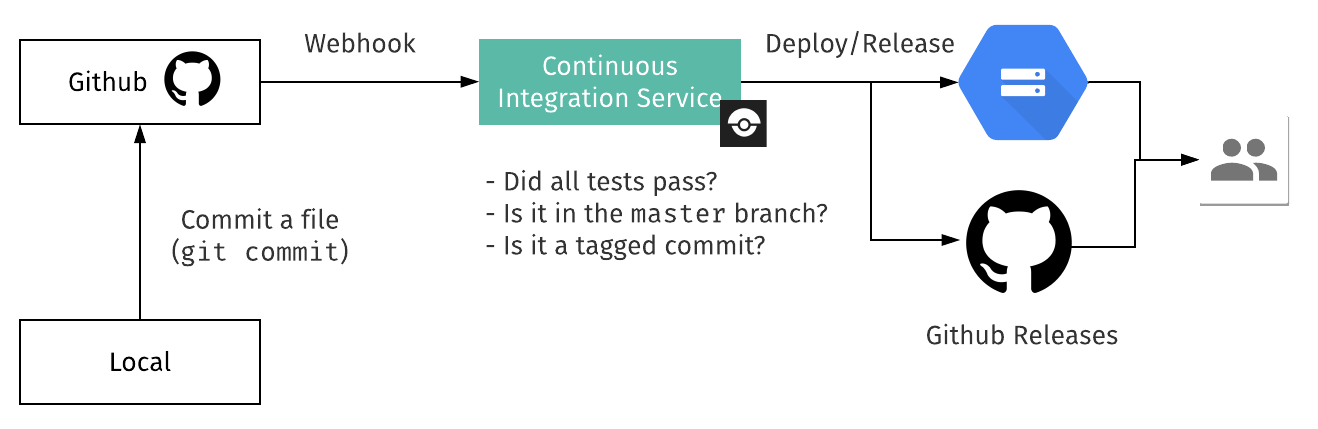 Webhook
Deploy/Release
Github
Continuous
Integration Service
- Did all tests pass?
- Is it in the master branch?
- Is it a tagged commit?
Commit a file
(git commit)
Github Releases
Local